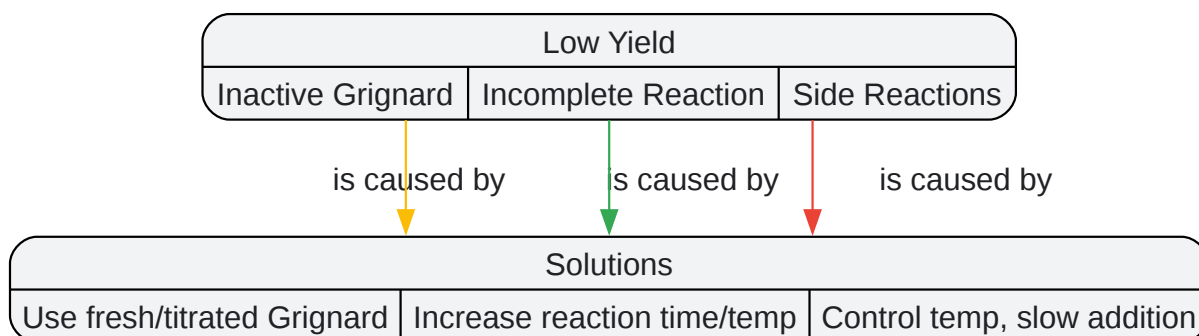 Low Yield
Inactive Grignard Incomplete Reaction Side Reactions
is caused by is caused by is caused by
Solutions
Use fresh/titrated Grignard Increase reaction time/temp Control temp, slow addition